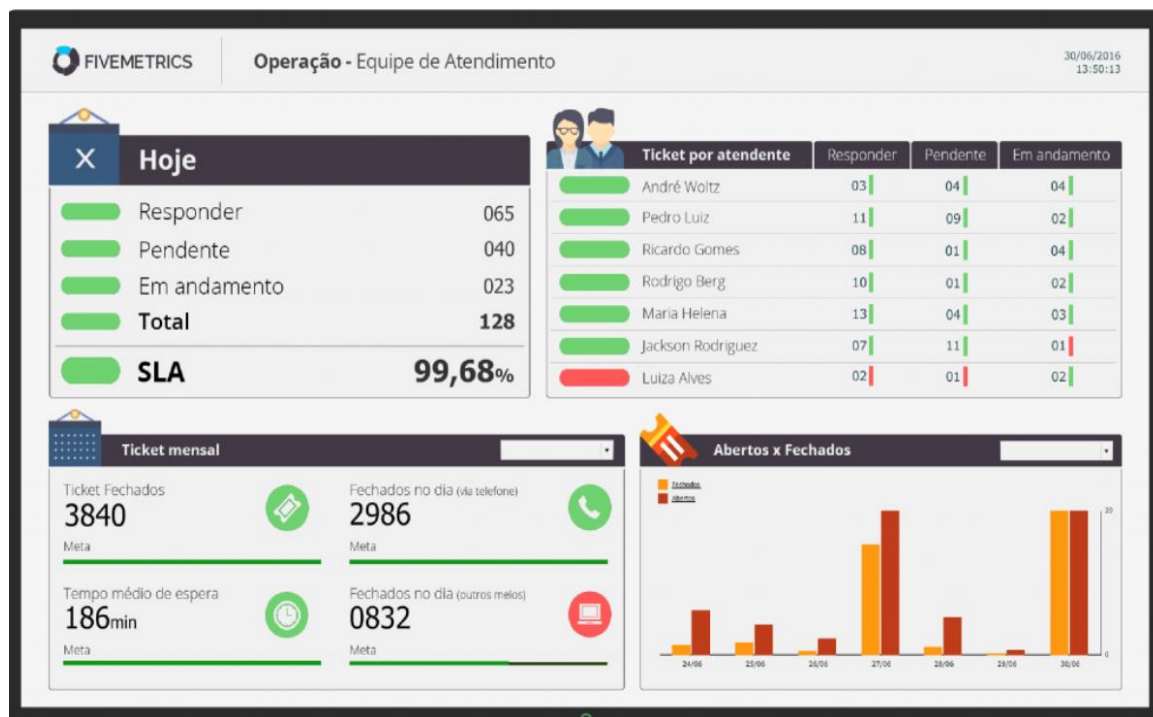 FIVEMETRICS
Operação - Equipe de Atendimento
30/06/2016
13:50:13
X
Hoje
Responder 065
Pendente 040
Em andamento 023
Total 128
SLA 99,68%
Ticket por atendente Responder Pendente Em andamento
André Woltz 03 04 04
Pedro Luiz 11 09 02
Ricardo Gomes 08 01 04
Rodrigo Berg 10 01 02
Maria Helena 13 04 03
Jackson Rodriguez 07 11 01
Luiza Alves 02 01 02
Ticket mensal
Ticket Fechados
3840
Meta
Fechados no dia (via telefone)
2986
Meta
Tempo médio de espera
186min
Meta
Fechados no dia (outros meios)
0832
Meta
Abertos x Fechados
Fechados
Abertos
20
0
24/06 25/06 26/06 27/06 28/06 29/06 30/06